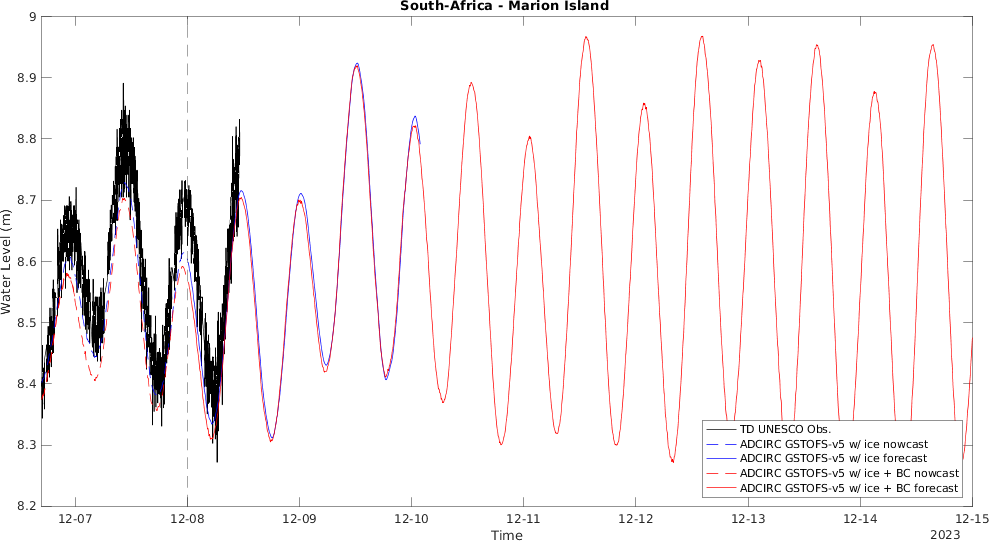 South-Africa - Marion Island
Water Level (m)
9
8.9
8.8
8.7
8.6
8.5
8.4
8.3
8.2
TD UNESCO Obs.
ADCIRC GSTOFS-v5 w/ ice nowcast
ADCIRC GSTOFS-v5 w/ ice forecast
ADCIRC GSTOFS-v5 w/ ice + BC nowcast
ADCIRC GSTOFS-v5 w/ ice + BC forecast
12-07 12-08 12-09 12-10 12-11 12-12 12-13 12-14 12-15
Time
2023